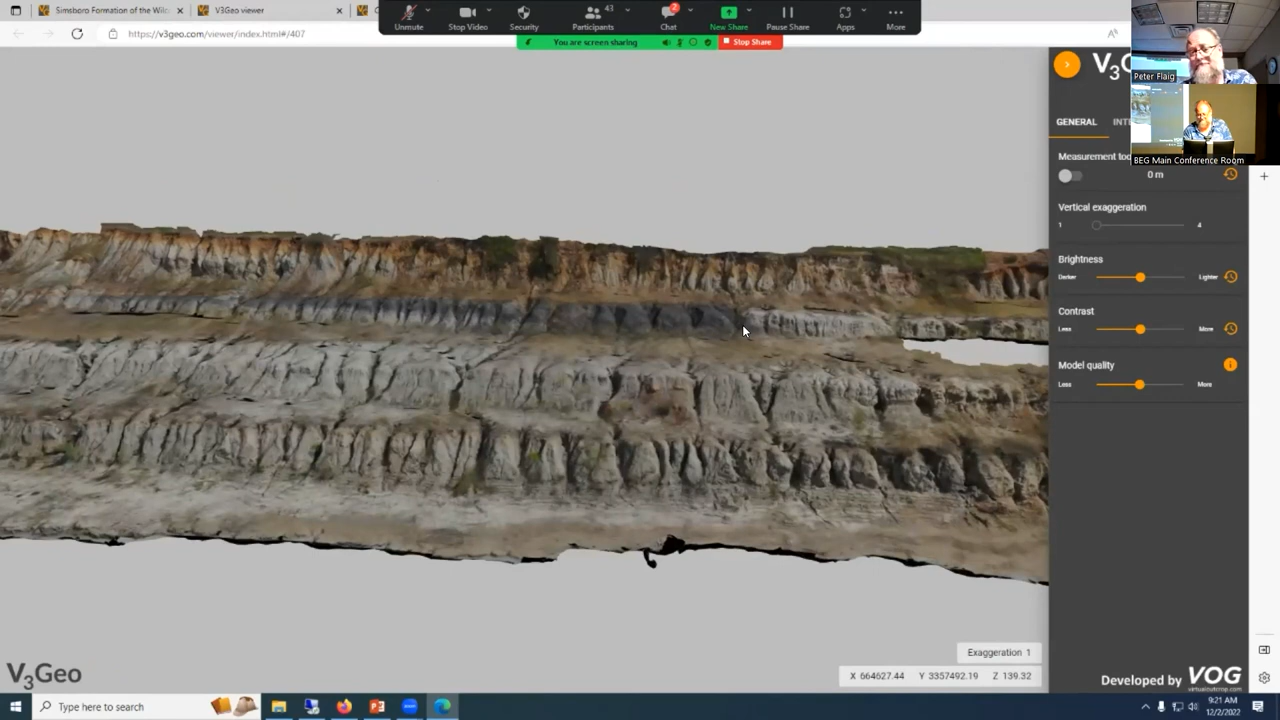 Simsboro Formation of the Wilc
V3Geo viewer
https://v3geo.com/viewer/index.html#/407
Unmute
Stop Video
Security
43
Participants
2
Chat
New Share
Pause Share
Apps
More
You are screen sharing
Stop Share
Peter Flaig
BEG Main Conference Room
GENERAL
Measurement too
0 m
Vertical exaggeration
1
4
Brightness
Darker
Lighter
Contrast
Less
More
Model quality
Less
More
Exaggeration 1
X 664627.44 Y 3357492.19 Z 139.32
V3Geo
Developed by VOG
virtualoutcrop.com
Type here to search
9:21 AM
12/2/2022